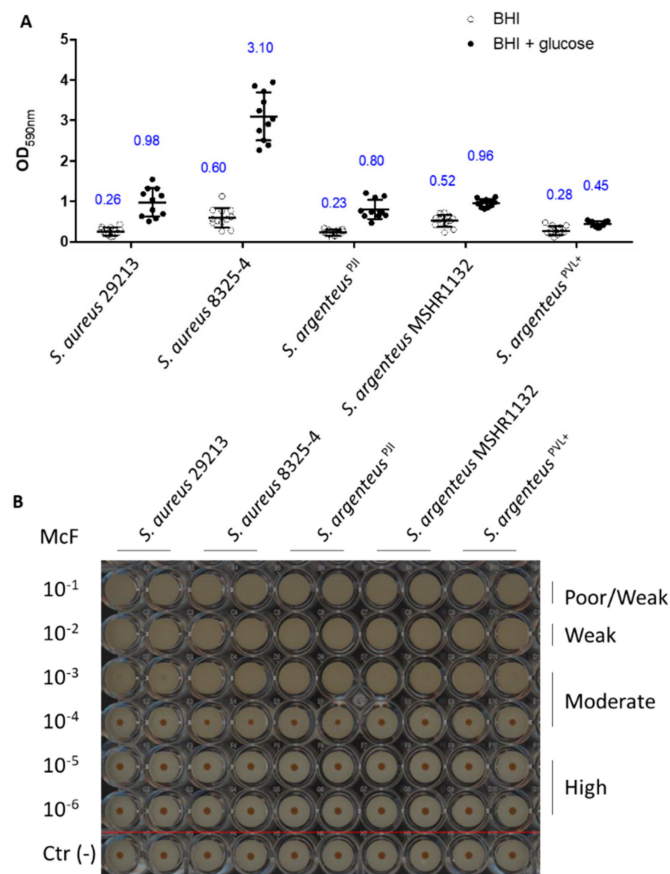 A
BHI
BHI + glucose
OD590nm
5
4
3
2
1
0
0.26
0.98
0.60
3.10
0.23
0.80
0.52
0.96
0.28
0.45
S. aureus 29213
S. aureus 8325-4
S. argenteus PJI
S. argenteus MSHR1132
S. argenteus PVL+
B
S. aureus 29213
S. aureus 8325-4
S. argenteus PJI
S. argenteus MSHR1132
S. argenteus PVL+
McF
10-1
10-2
10-3
10-4
10-5
10-6
Ctr (-)
Poor/Weak
Weak
Moderate
High